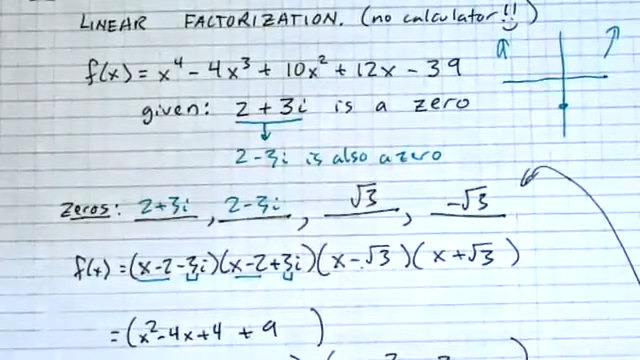 LINEAR FACTORIZATION. (no calculator!!)
f(x) = x⁴ - 4x³ + 10x² + 12x - 39
given: 2 + 3i is a zero
2-3i is also a zero
Zeros: 2+3i, 2-3i, √3, -√3
f(x) = (x-2-3i)(x-2+3i)(x-√3)(x+√3)
= (x²-4x+4 + 9 )